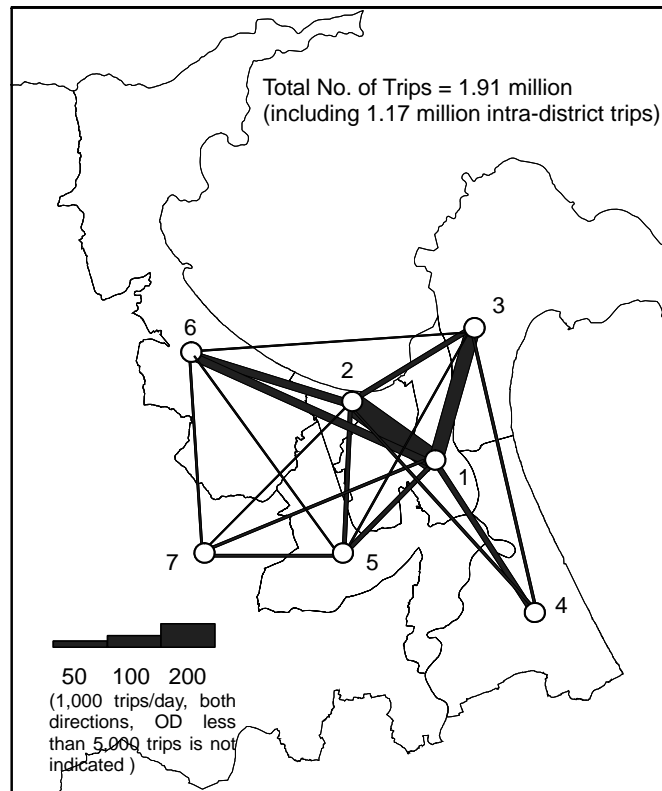 Total No. of Trips = 1.91 million
(including 1.17 million intra-district trips)
3
6
2
1
7
5
4
50 100 200
(1,000 trips/day, both
directions, OD less
than 5,000 trips is not
indicated )